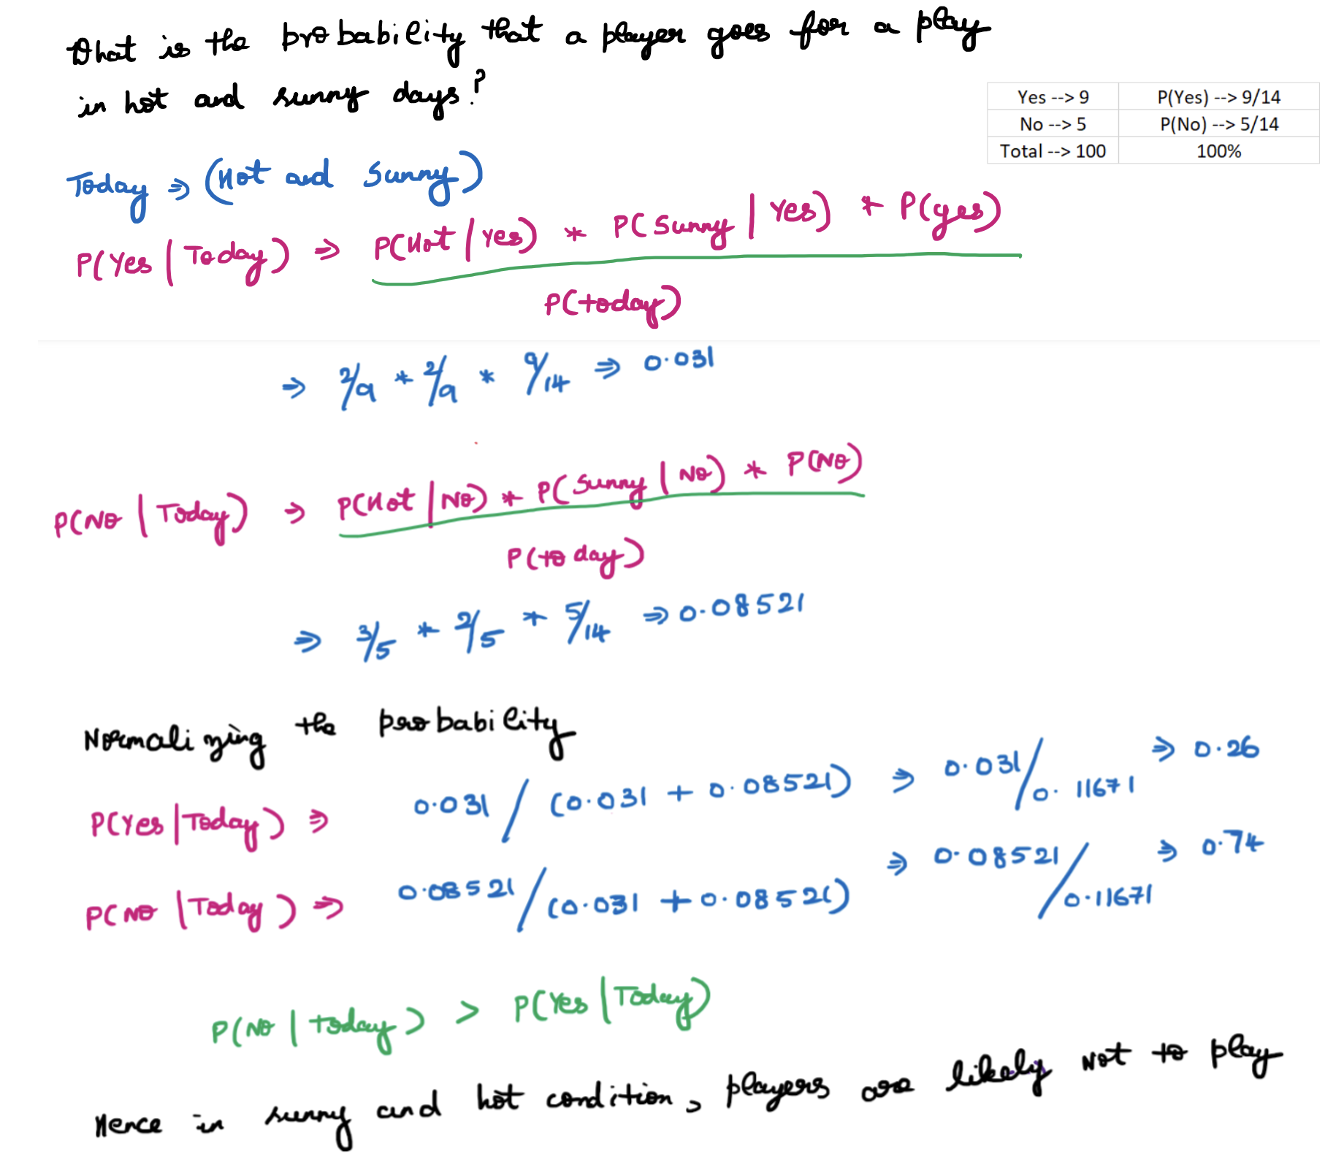 What is the probability that a player goes for a play
in hot and sunny days?
Yes --> 9 P(Yes) --> 9/14
No --> 5 P(No) --> 5/14
Total --> 100 100%
Today ⇒ (Hot and Sunny)
P(Yes | Today) ⇒ P(Hot | Yes) * P(Sunny | Yes) * P(yes)
P(today)
⇒ 2/9 * 2/9 * 9/14 ⇒ 0.031
P(No | Today) ⇒ P(Hot | No) * P(Sunny | No) * P(No)
P(today)
⇒ 3/5 * 2/5 * 5/14 ⇒ 0.08521
Normalizing the probability
P(Yes | Today) ⇒ 0.031 / (0.031 + 0.08521) ⇒ 0.031 / 0.11671 ⇒ 0.26
P(No | Today) ⇒ 0.08521 / (0.031 + 0.08521) ⇒ 0.08521 / 0.11671 ⇒ 0.74
P(No | today) > P(Yes | Today)
Hence in sunny and hot condition, players are likely not to play